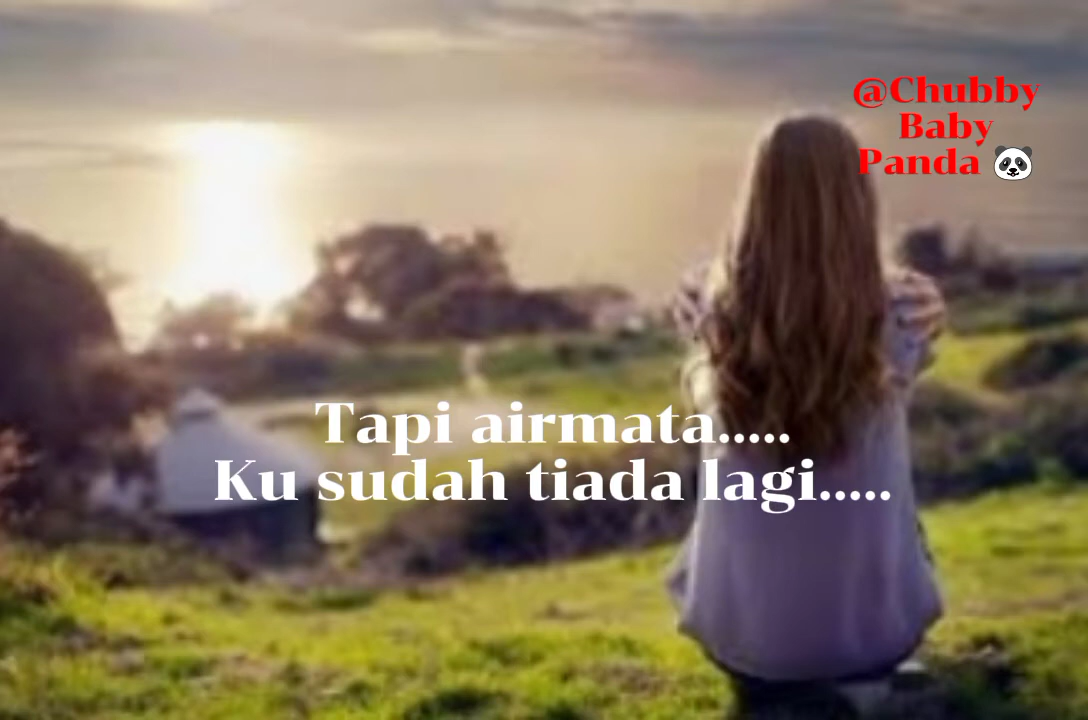 @Chubby
Baby
Panda 🐼
Tapi airmata.....
Ku sudah tiada lagi.....